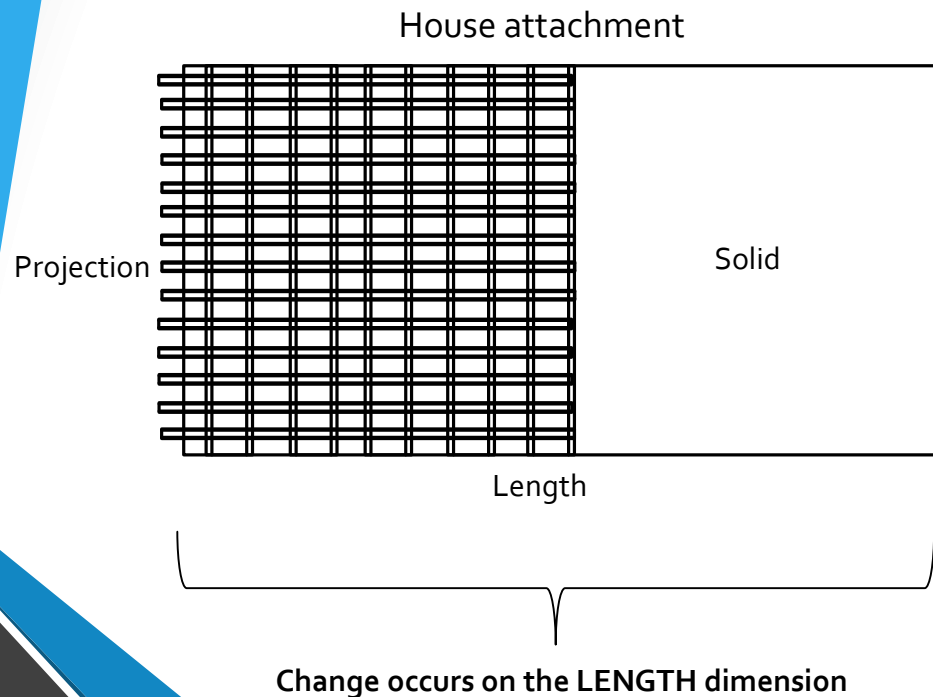 House attachment
Projection
Solid
Length
Change occurs on the LENGTH dimension